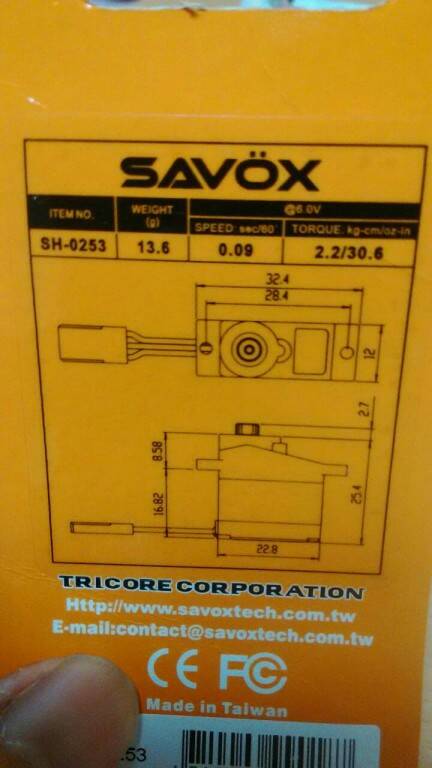 SAVÖX
ITEM NO. WEIGHT (g) @6.0V
SPEED: sec/60° TORQUE: kg-cm/oz-in
SH-0253 13.6 0.09 2.2/30.6
32.4
28.4
12
2.7
8.58
16.82
25.4
22.8
TRICORE CORPORATION
Http://www.savoxtech.com.tw
E-mail:contact@savoxtech.com.tw
CE FC
Made in Taiwan
.53